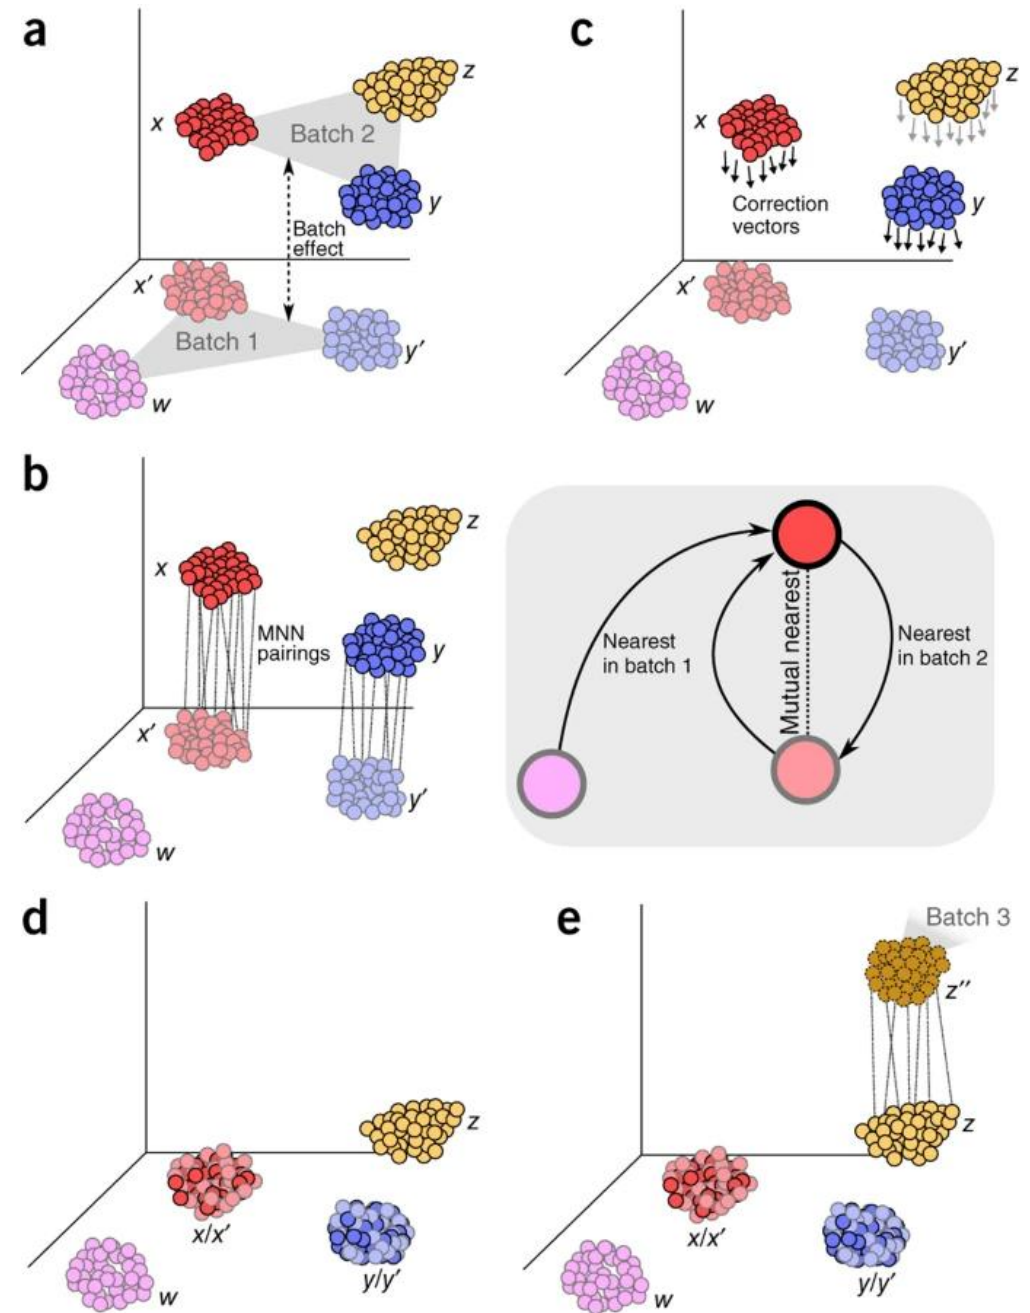 a
z
x
Batch 2
y
Batch
effect
x′
Batch 1
y′
w
c
z
x
y
Correction
vectors
x′
y′
w
b
z
x
MNN
pairings
y
x′
y′
w
Nearest
in batch 1
Mutual nearest
Nearest
in batch 2
d
z
x/x′
y/y′
w
e
Batch 3
z′′
z
x/x′
y/y′
w